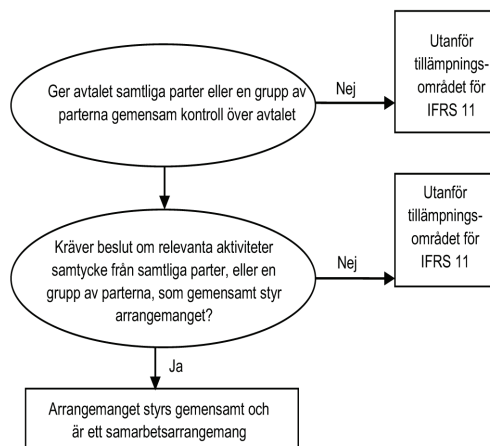 Ger avtalet samtliga parter eller en grupp av
parterna gemensam kontroll över avtalet
Nej
Utanför
tillämpnings-
området för
IFRS 11
Kräver beslut om relevanta aktiviteter
samtycke från samtliga parter, eller en
grupp av parterna, som gemensamt styr
arrangemanget?
Nej
Utanför
tillämpnings-
området för
IFRS 11
Ja
Arrangemanget styrs gemensamt och
är ett samarbetsarrangemang